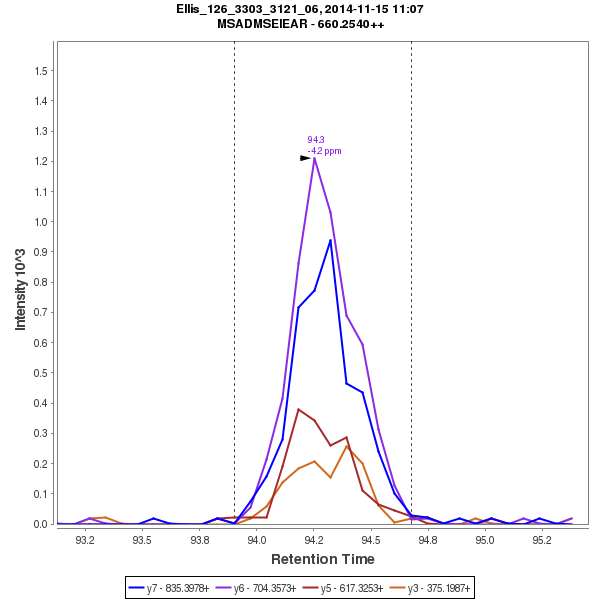 Ellis_126_3303_3121_06, 2014-11-15 11:07
MSADMSEIEAR - 660.2540++
94.3
-4.2 ppm
Intensity 10^3
1.5
1.4
1.3
1.2
1.1
1.0
0.9
0.8
0.7
0.6
0.5
0.4
0.3
0.2
0.1
0.0
93.2 93.5 93.8 94.0 94.2 94.5 94.8 95.0 95.2
Retention Time
y7 - 835.3978+ y6 - 704.3573+ y5 - 617.3253+ y3 - 375.1987+